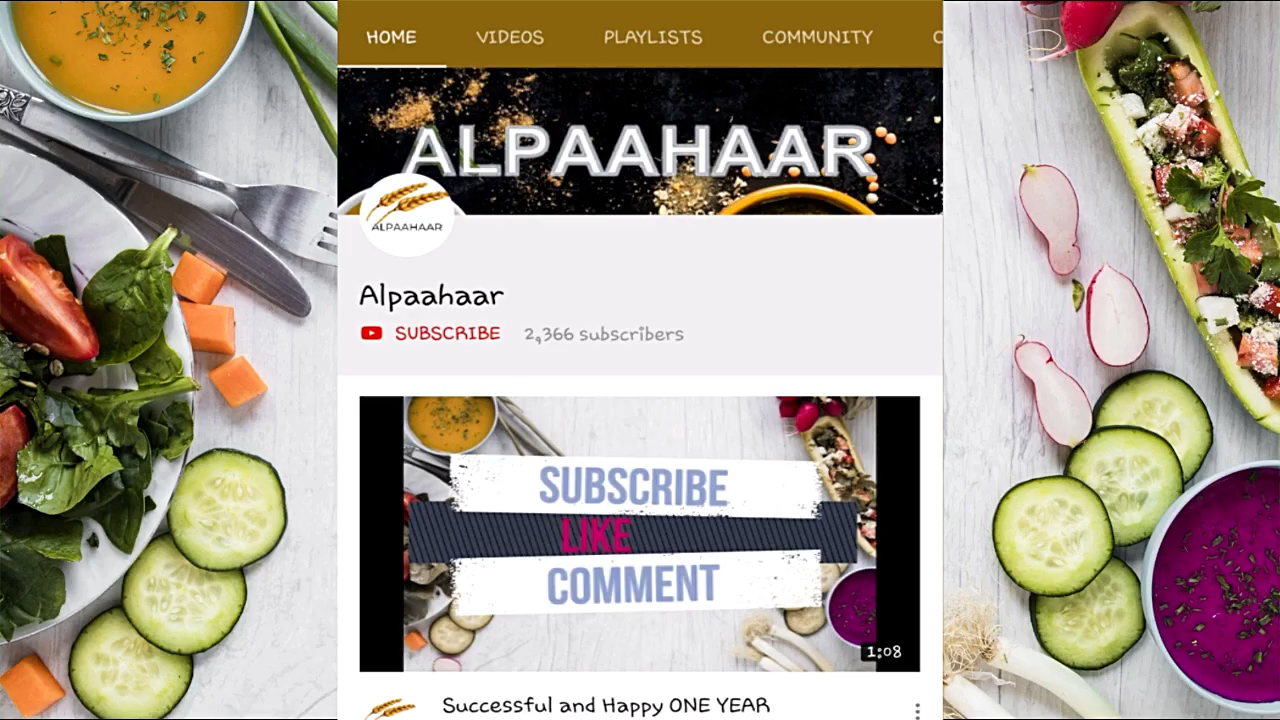 HOME VIDEOS PLAYLISTS COMMUNITY C
ALPAAHAAR
ALPAAHAAR
Alpaahaar
SUBSCRIBE 2,366 subscribers
SUBSCRIBE
LIKE
COMMENT
1:08
Successful and Happy ONE YEAR